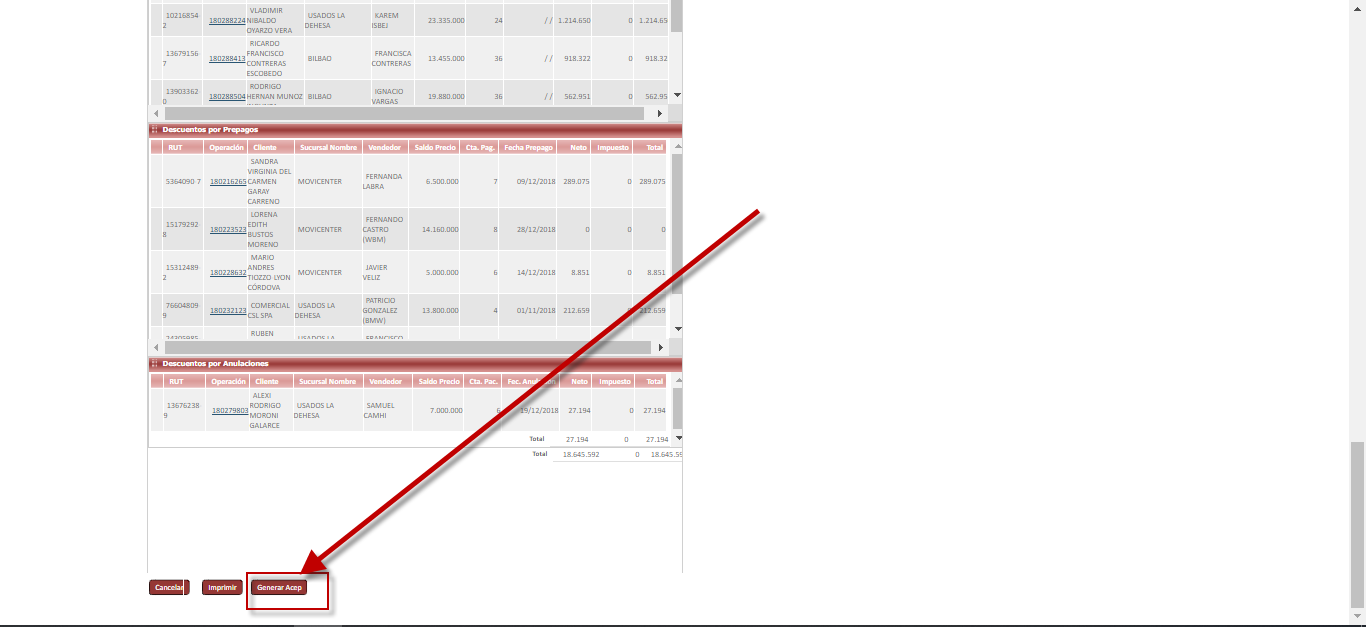 VLADIMIR
10216854 180288224 NIBALDO USADOS LA KAREM 23.335.000 24 / / 1.214.650 0 1.214.65
2 OYARZO VERA DEHESA ISBEJ
RICARDO
13679156 FRANCISCO FRANCISCA
7 180288413 CONTRERAS BILBAO CONTRERAS 13.455.000 36 / / 918.322 0 918.32
ESCOBEDO
RODRIGO
13903362 180288504 HERNAN MUNOZ BILBAO IGNACIO 19.880.000 36 / / 562.951 0 562.95
0 VARGAS
Descuentos por Prepagos
RUT Operación Cliente Sucursal Nombre Vendedor Saldo Precio Cta. Pag. Fecha Prepago Neto Impuesto Total
SANDRA
VIRGINIA DEL
5364090-7 180216265 CARMEN MOVICENTER FERNANDA 6.500.000 7 09/12/2018 289.075 0 289.075
GARAY LABRA
CARRENO
LORENA
15179292 EDITH FERNANDO
8 180223523 BUSTOS MOVICENTER CASTRO 14.160.000 8 28/12/2018 0 0 0
MORENO (WBM)
MARIO
15312489 ANDRES JAVIER
2 180228632 TIOZZO-LYON MOVICENTER VELIZ 5.000.000 6 14/12/2018 8.851 0 8.851
CÓRDOVA
76604809 COMERCIAL USADOS LA PATRICIO
9 180232123 CSL SPA DEHESA GONZALEZ 13.800.000 4 01/11/2018 212.659 0 212.659
(BMW)
RUBEN
24305985 USADOS LA FRANCISCO
Descuentos por Anulaciones
RUT Operación Cliente Sucursal Nombre Vendedor Saldo Precio Cta. Pac. Fec. Anulación Neto Impuesto Total
ALEXI
13676238- RODRIGO USADOS LA SAMUEL
9 180279803 MORONI DEHESA CAMHI 7.000.000 6 19/12/2018 27.194 0 27.194
GALARCE
Total 27.194 0 27.194
Total 18.645.592 0 18.645.59
Cancelar Imprimir Generar Acep